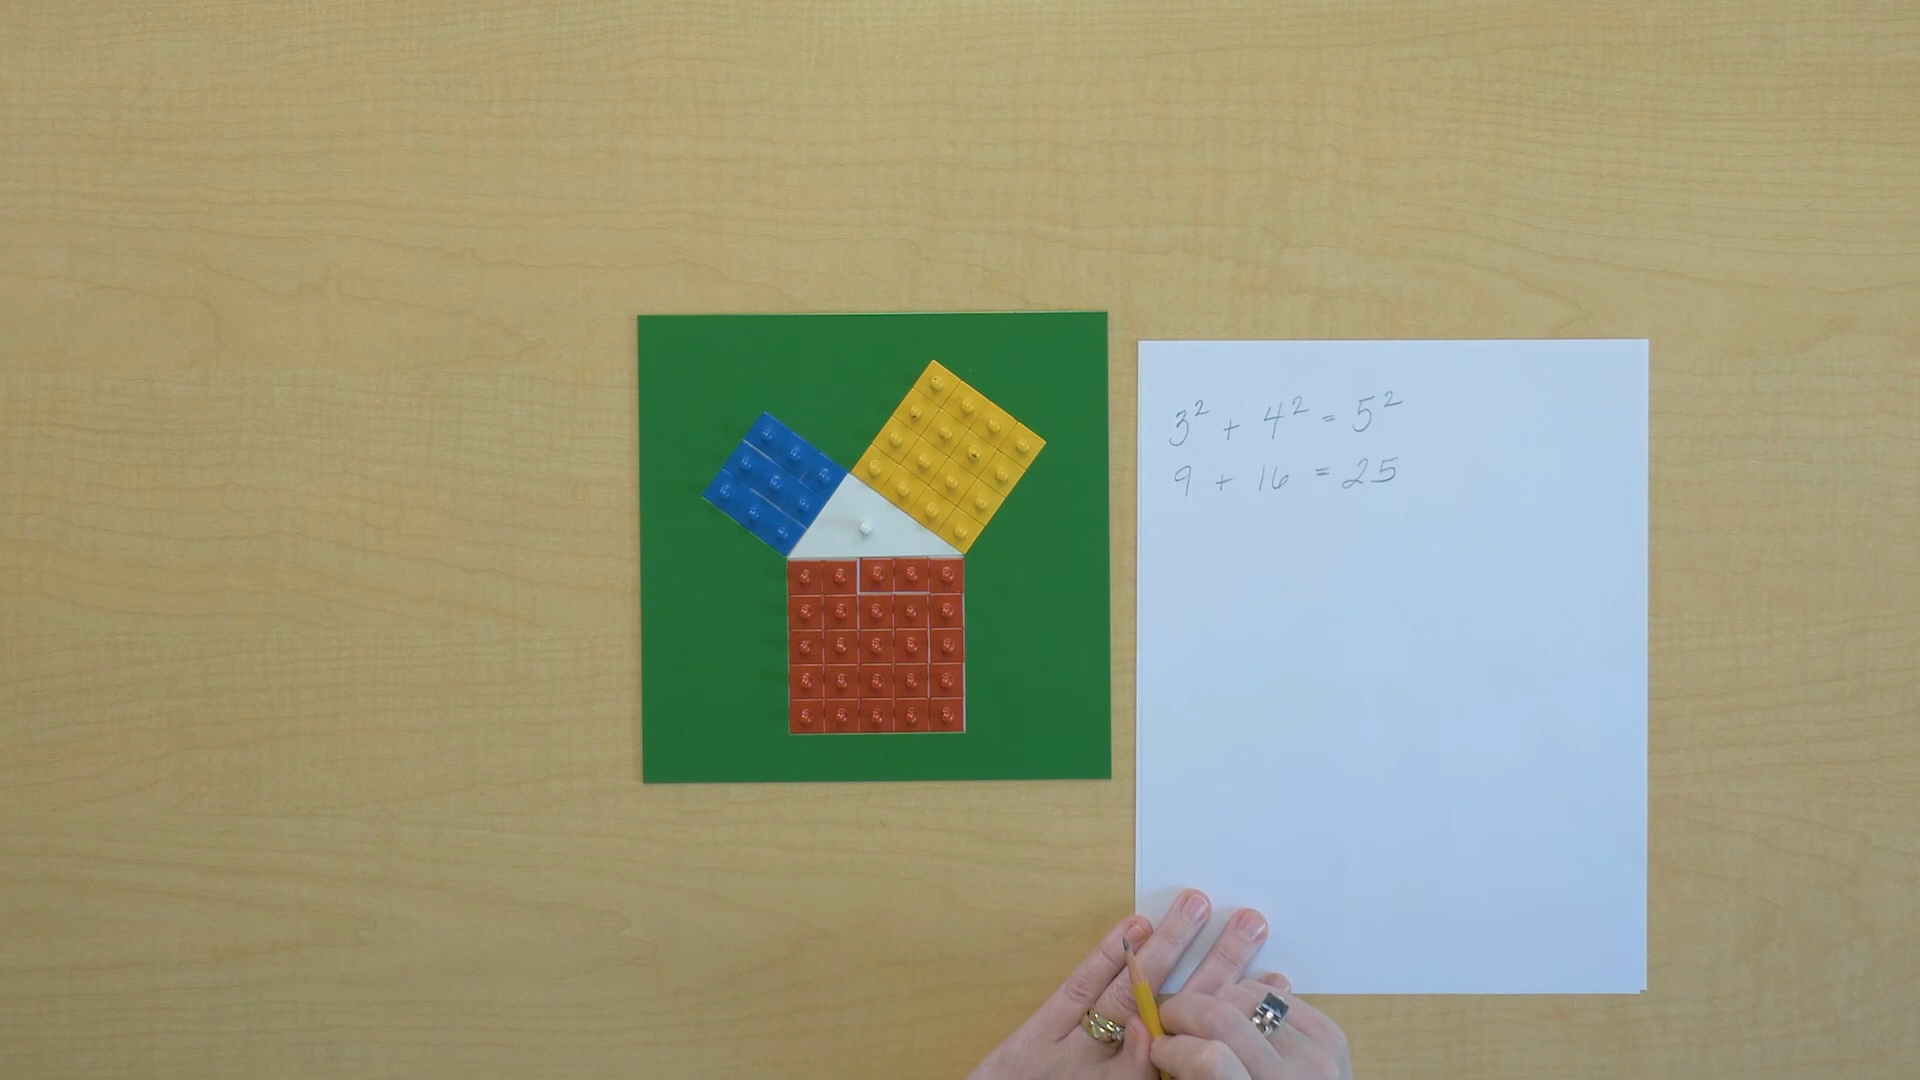 3² + 4² = 5²
9 + 16 = 25